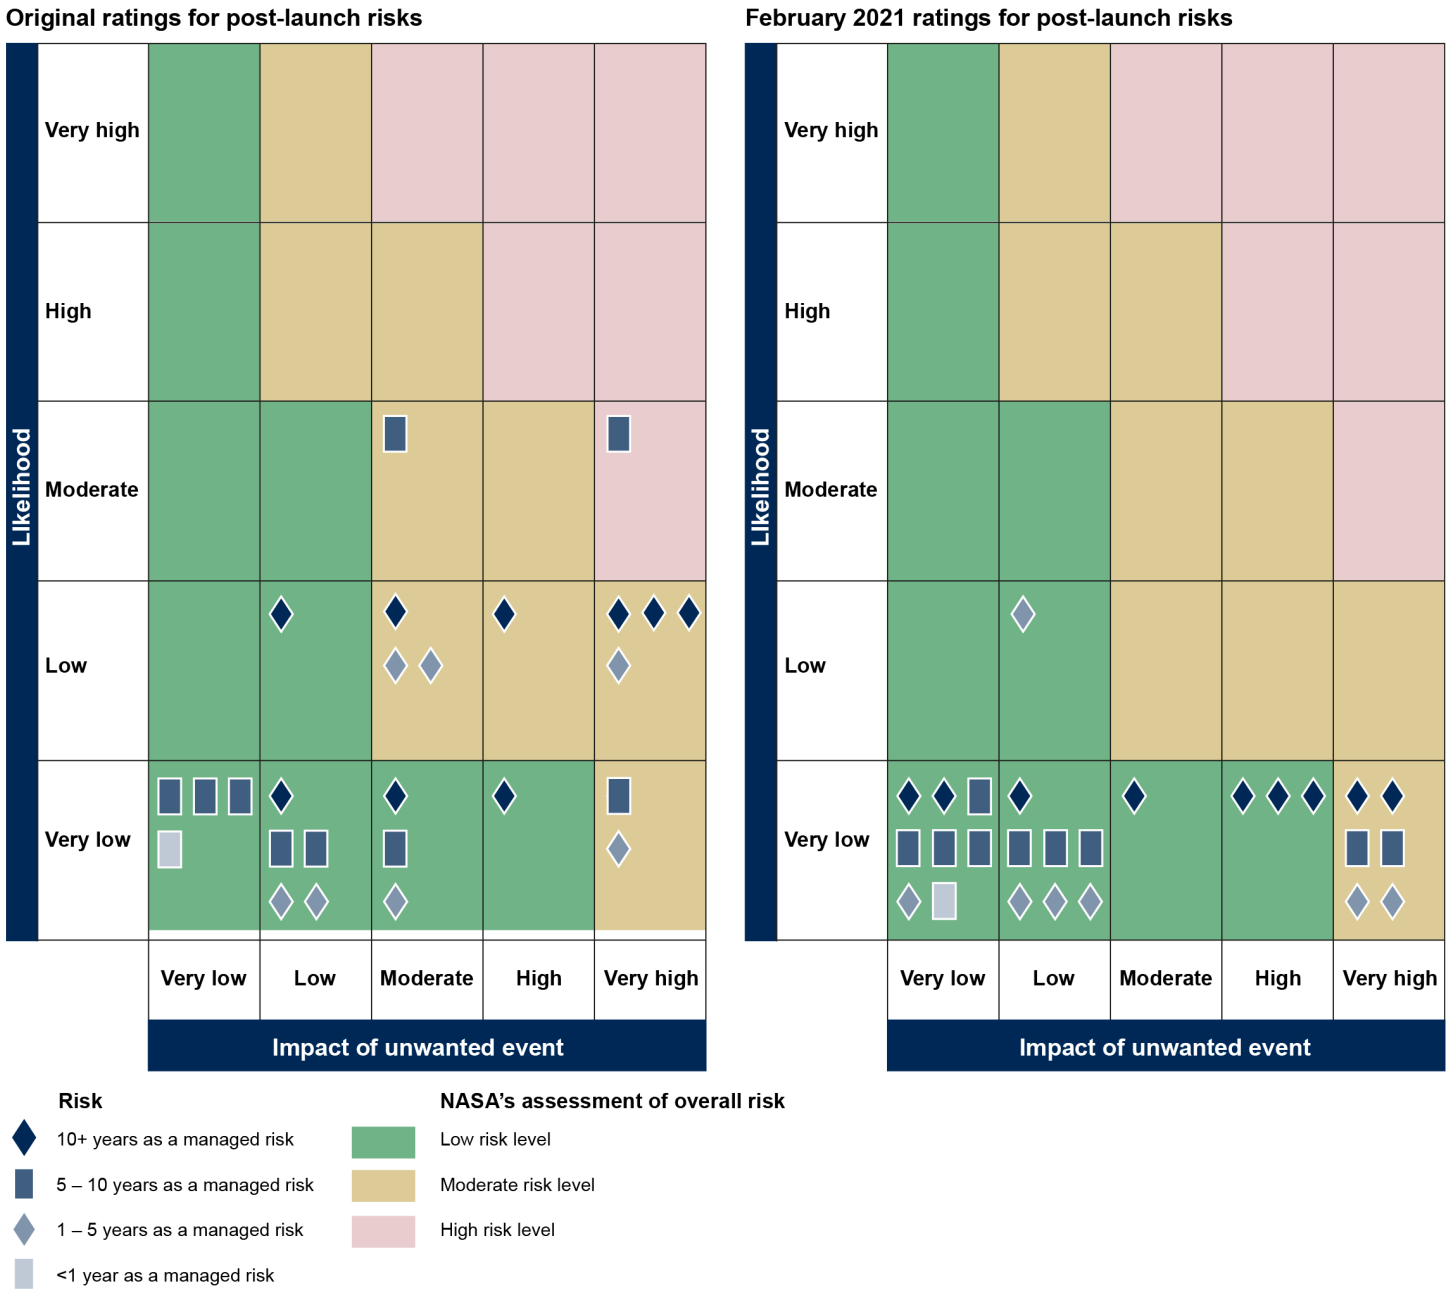 Original ratings for post-launch risks
Likelihood
Very high
High
Moderate
Low
Very low
Very low
Low
Moderate
High
Very high
Impact of unwanted event
February 2021 ratings for post-launch risks
Likelihood
Very high
High
Moderate
Low
Very low
Very low
Low
Moderate
High
Very high
Impact of unwanted event
Risk
10+ years as a managed risk
5 – 10 years as a managed risk
1 – 5 years as a managed risk
<1 year as a managed risk
NASA’s assessment of overall risk
Low risk level
Moderate risk level
High risk level